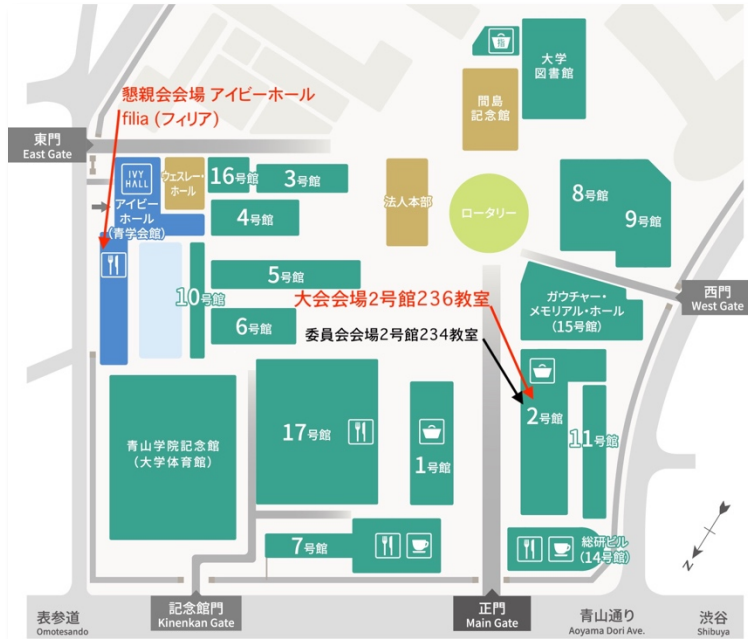 大学
図書館
購
間島
記念館
懇親会会場 アイビーホール
filia (フィリア)
東門
East Gate
IVY
HALL
アイビー
ホール
(青学会館)
ウェスレー・
ホール
16号館
3号館
4号館
法人本部
ロータリー
8号館
9号館
5号館
10号館
6号館
大会会場2号館236教室
委員会会場2号館234教室
ガウチャー・
メモリアル・ホール
(15号館)
西門
West Gate
青山学院記念館
(大学体育館)
17号館
1号館
2号館
11号館
7号館
総研ビル
(14号館)
N
表参道
Omotesando
記念館門
Kinenkan Gate
正門
Main Gate
青山通り
Aoyama Dori Ave.
渋谷
Shibuya